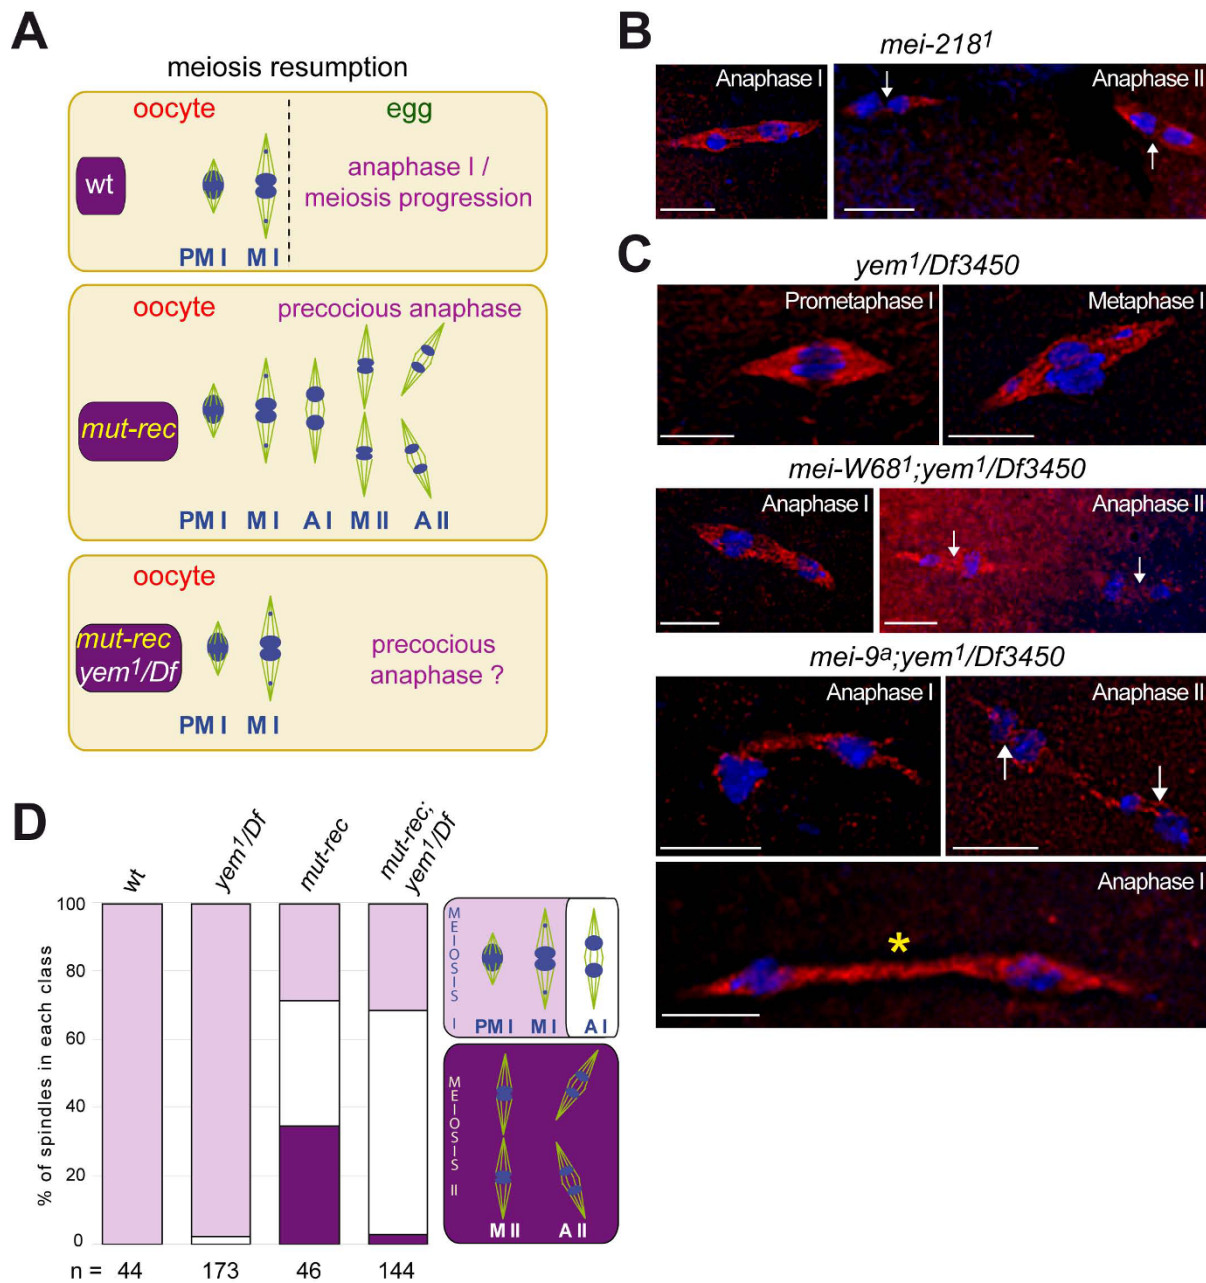 A
meiosis resumption
oocyte
egg
wt
anaphase I /
meiosis progression
PM I
M I
oocyte
precocious anaphase
mut-rec
PM I
M I
A I
M II
A II
oocyte
mut-rec
yem1/Df
precocious
anaphase ?
PM I
M I
B
mei-218¹
Anaphase I
Anaphase II
C
yem¹/Df3450
Prometaphase I
Metaphase I
mei-W68¹;yem¹/Df3450
Anaphase I
Anaphase II
mei-9ᵃ;yem¹/Df3450
Anaphase I
Anaphase II
Anaphase I
*
D
wt
yem1/Df
mut-rec
mut-rec;
yem1/Df
% of spindles in each class
100
80
60
40
20
0
n = 44 173 46 144
MEIOSIS I
PM I
M I
A I
MEIOSIS II
M II
A II